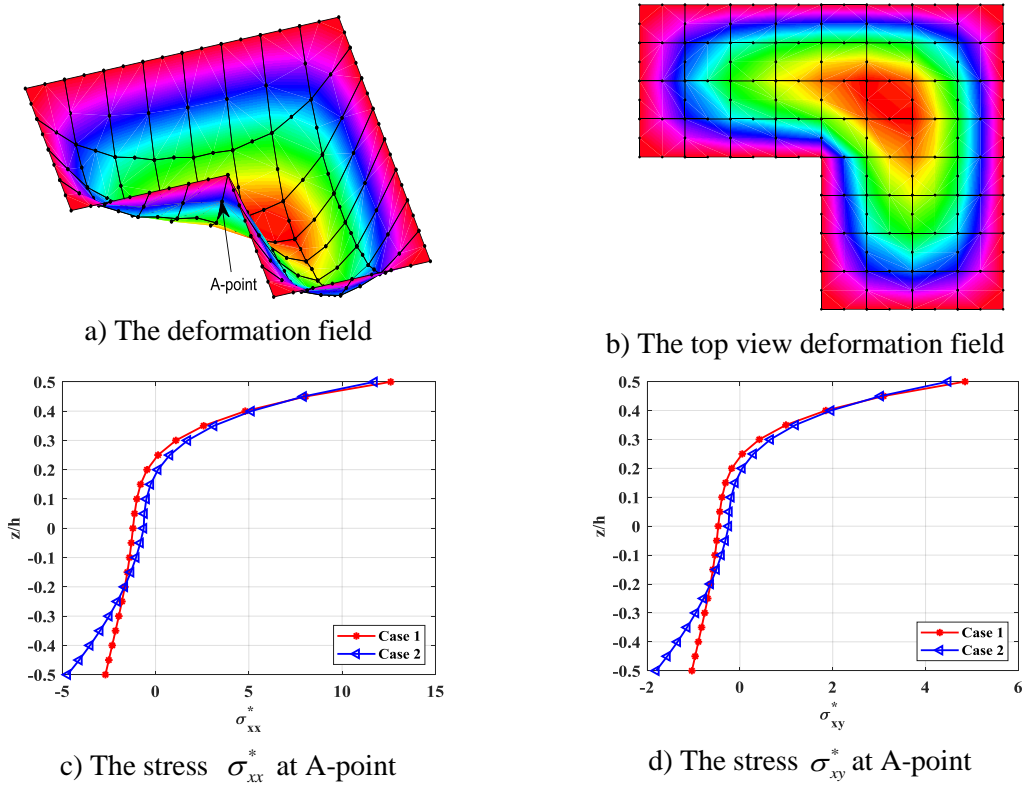 A-point
a) The deformation field
b) The top view deformation field
0.5
0.4
0.3
0.2
0.1
0
-0.1
-0.2
-0.3
-0.4
-0.5
z/h
-5
0
5
10
15
σ*xx
Case 1
Case 2
c) The stress σ*xx at A-point
0.5
0.4
0.3
0.2
0.1
0
-0.1
-0.2
-0.3
-0.4
-0.5
z/h
-2
0
2
4
6
σ*xy
Case 1
Case 2
d) The stress σ*xy at A-point